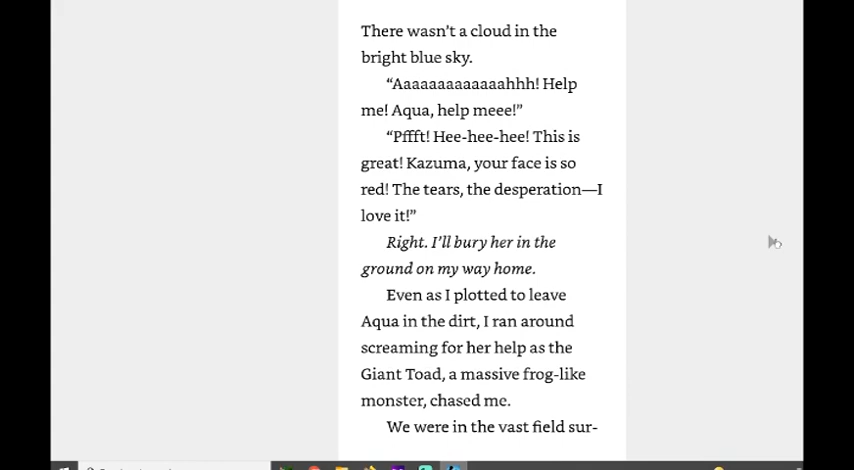 There wasn't a cloud in the
bright blue sky.
“Aaaaaaaaaaaaahhh! Help
me! Aqua, help meee!”
“Pffft! Hee-hee-hee! This is
great! Kazuma, your face is so
red! The tears, the desperation—I
love it!”
Right. I'll bury her in the
ground on my way home.
Even as I plotted to leave
Aqua in the dirt, I ran around
screaming for her help as the
Giant Toad, a massive frog-like
monster, chased me.
We were in the vast field sur-